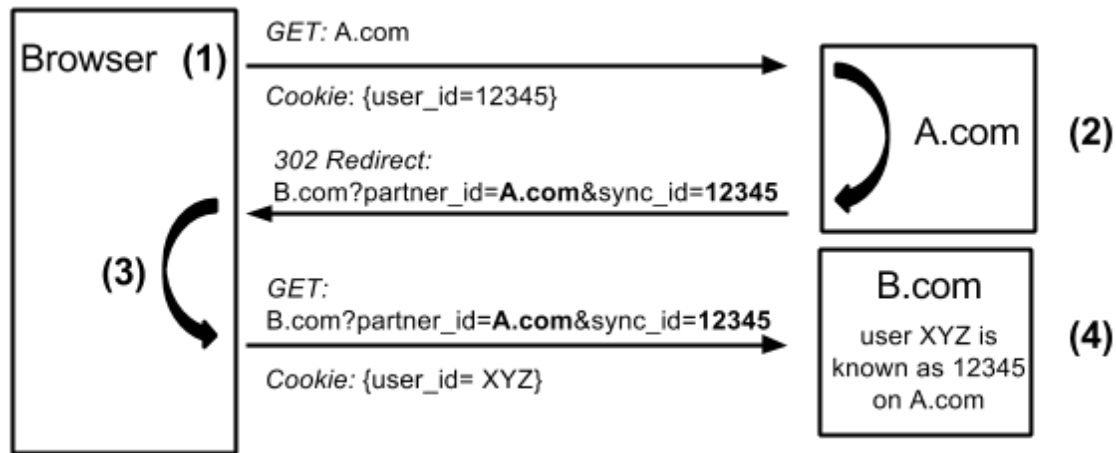 Browser (1)
GET: A.com
Cookie: {user_id=12345}
A.com
(2)
302 Redirect:
B.com?partner_id=A.com&sync_id=12345
(3)
GET:
B.com?partner_id=A.com&sync_id=12345
Cookie: {user_id= XYZ}
B.com
user XYZ is
known as 12345
on A.com
(4)